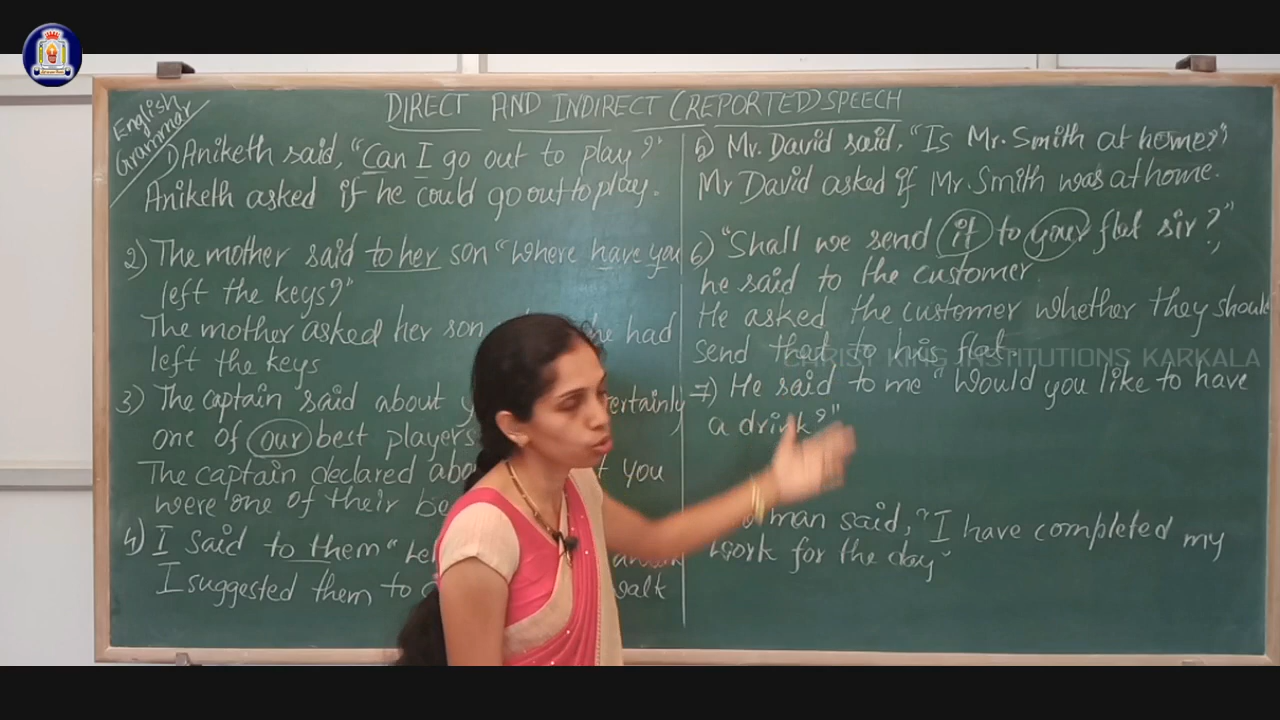 English
Grammar
DIRECT AND INDIRECT (REPORTED) SPEECH
1) Aniketh said, "Can I go out to play?"
Aniketh asked if he could go out to play.
2) The mother said to her son "Where have you
left the keys?"
The mother asked her son he had
left the keys
3) The captain said about
one of our best players
The captain declared you
were one of their
4) I said to them "
I suggested them to walk
5) Mr. David said, "Is Mr. Smith at home?"
Mr David asked if Mr. Smith was at home.
6) "Shall we send it to your flat sir?",
he said to the customer.
He asked the customer whether they should
send that to his flat.
CHRIST KING INSTITUTIONS KARKALA
7) He said to me "Would you like to have
a drink?"
man said, "I have completed my
work for the day"